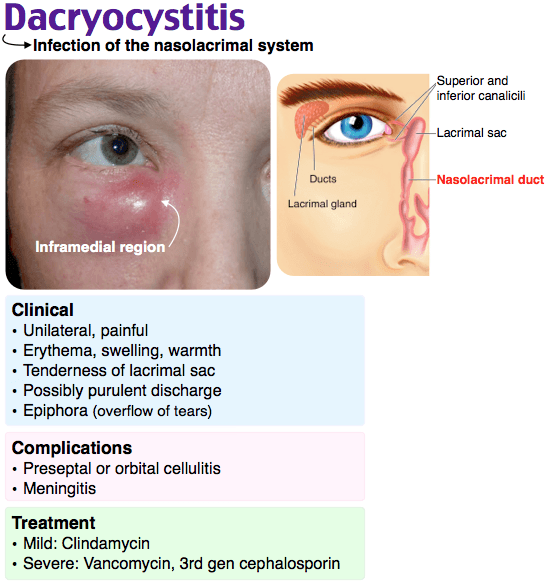 Dacryocystitis
Infection of the nasolacrimal system
Inframedial region
Superior and
inferior canalicili
Lacrimal sac
Nasolacrimal duct
Ducts
Lacrimal gland
Clinical
• Unilateral, painful
• Erythema, swelling, warmth
• Tenderness of lacrimal sac
• Possibly purulent discharge
• Epiphora (overflow of tears)
Complications
• Preseptal or orbital cellulitis
• Meningitis
Treatment
• Mild: Clindamycin
• Severe: Vancomycin, 3rd gen cephalosporin